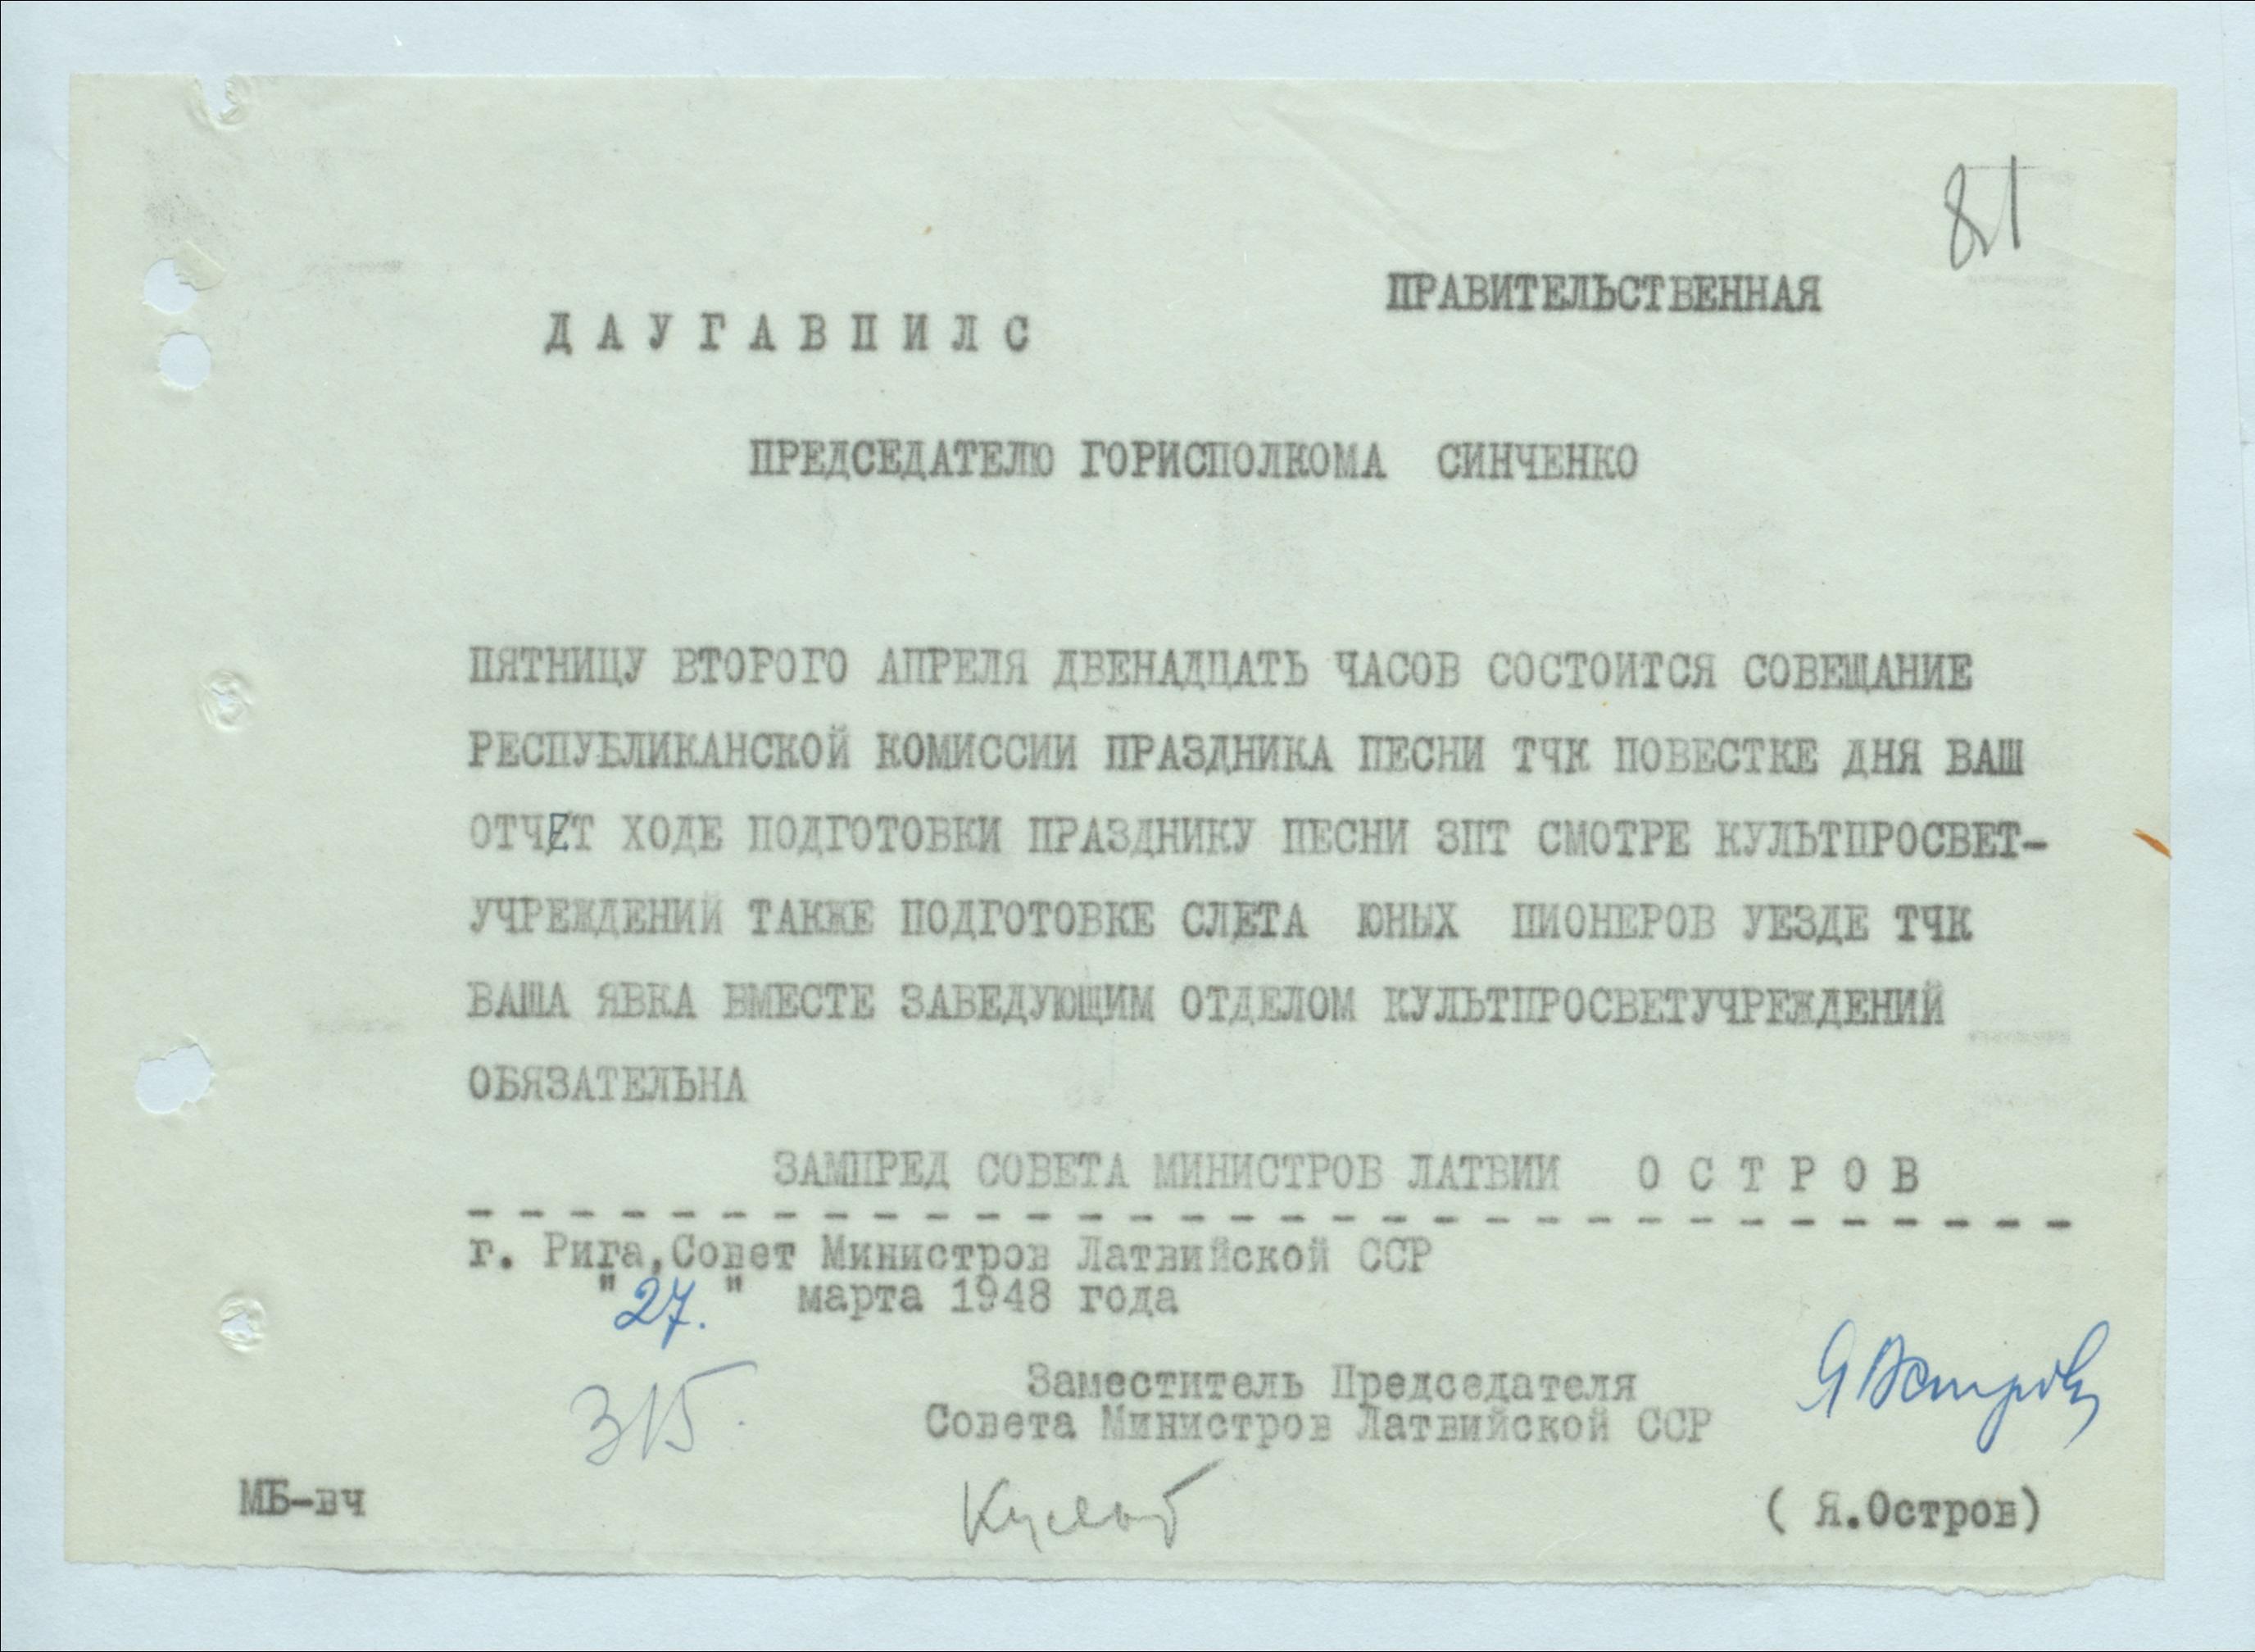 81
ПРАВИТЕЛЬСТВЕННАЯ
Д А У Г А В П И Л С
ПРЕДСЕДАТЕЛЮ ГОРИСПОЛКОМА СИНЧЕНКО
ПЯТНИЦУ ВТОРОГО АПРЕЛЯ ДВЕНАДЦАТЬ ЧАСОВ СОСТОИТСЯ СОВЕЩАНИЕ
РЕСПУБЛИКАНСКОЙ КОМИССИИ ПРАЗДНИКА ПЕСНИ ТЧК ПОВЕСТКЕ ДНЯ ВАШ
ОТЧЕТ ХОДЕ ПОДГОТОВКИ ПРАЗДНИКУ ПЕСНИ ЗПТ СМОТРЕ КУЛЬТПРОСВЕТ-
УЧРЕЖДЕНИЙ ТАКЖЕ ПОДГОТОВКЕ СЛЕТА ЮНЫХ ПИОНЕРОВ УЕЗДЕ ТЧК
ВАША ЯВКА ВМЕСТЕ ЗАВЕДУЮЩИМ ОТДЕЛОМ КУЛЬТПРОСВЕТУЧРЕЖДЕНИЙ
ОБЯЗАТЕЛЬНА
ЗАМПРЕД СОВЕТА МИНИСТРОВ ЛАТВИИ О С Т Р О В
- - - - - - - - - - - - - - - - - - - - - - - - - - - - - - - -
г. Рига,Совет Министров Латвийской ССР
"27." марта 1948 года
315.
Заместитель Председателя
Совета Министров Латвийской ССР
ЯОстров
МБ-вч
( Я.Остров)